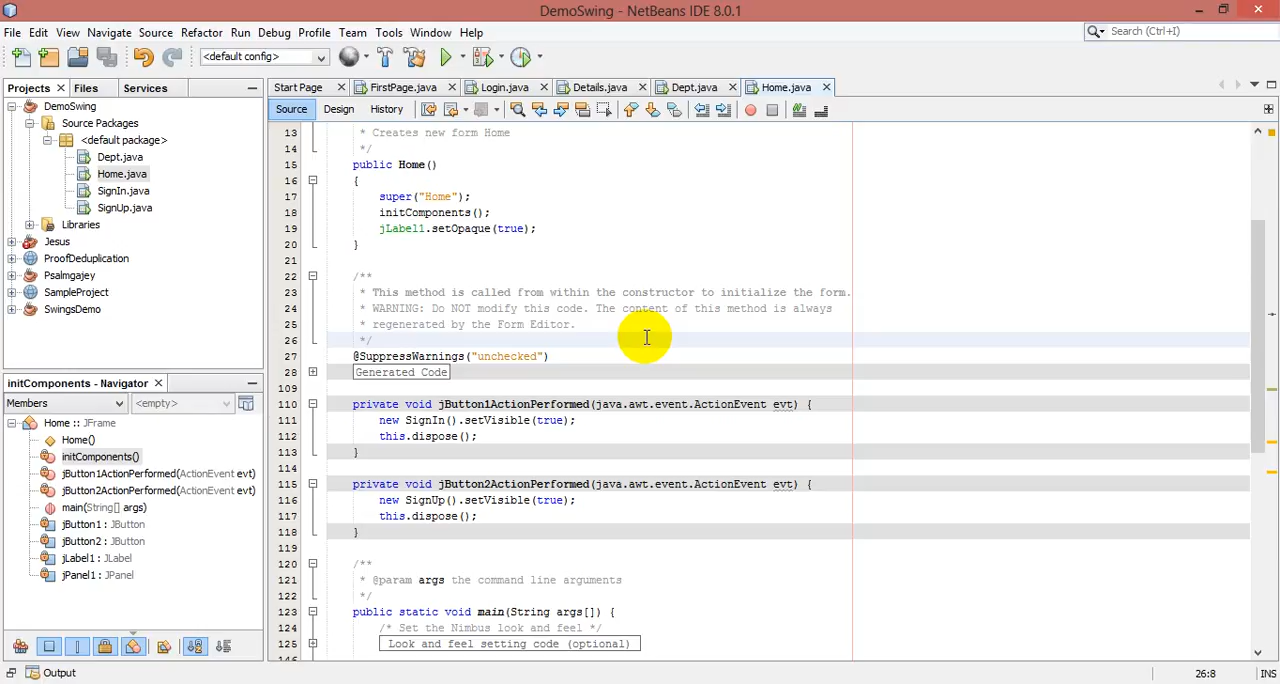 DemoSwing - NetBeans IDE 8.0.1
File Edit View Navigate Source Refactor Run Debug Profile Team Tools Window Help
Search (Ctrl+I)
<default config>
Projects Files Services
Start Page FirstPage.java Login.java Details.java Dept.java Home.java
Source Design History
DemoSwing
Source Packages
<default package>
Dept.java
Home.java
SignIn.java
SignUp.java
Libraries
Jesus
ProofDeduplication
Psalmgajey
SampleProject
SwingsDemo
initComponents - Navigator
Members <empty>
Home :: JFrame
Home()
initComponents()
jButton1ActionPerformed(ActionEvent evt)
jButton2ActionPerformed(ActionEvent evt)
main(String[] args)
jButton1 : JButton
jButton2 : JButton
jLabel1 : JLabel
jPanel1 : JPanel
13 * Creates new form Home
14 */
15 public Home()
16 {
17 super("Home");
18 initComponents();
19 jLabel1.setOpaque(true);
20 }
21
22 /**
23 * This method is called from within the constructor to initialize the form.
24 * WARNING: Do NOT modify this code. The content of this method is always
25 * regenerated by the Form Editor.
26 */
27 @SuppressWarnings("unchecked")
28 Generated Code
109
110 private void jButton1ActionPerformed(java.awt.event.ActionEvent evt) {
111 new SignIn().setVisible(true);
112 this.dispose();
113 }
114
115 private void jButton2ActionPerformed(java.awt.event.ActionEvent evt) {
116 new SignUp().setVisible(true);
117 this.dispose();
118 }
119
120 /**
121 * @param args the command line arguments
122 */
123 public static void main(String args[]) {
124 /* Set the Nimbus look and feel */
125 Look and feel setting code (optional)
146
Output
26:8 INS